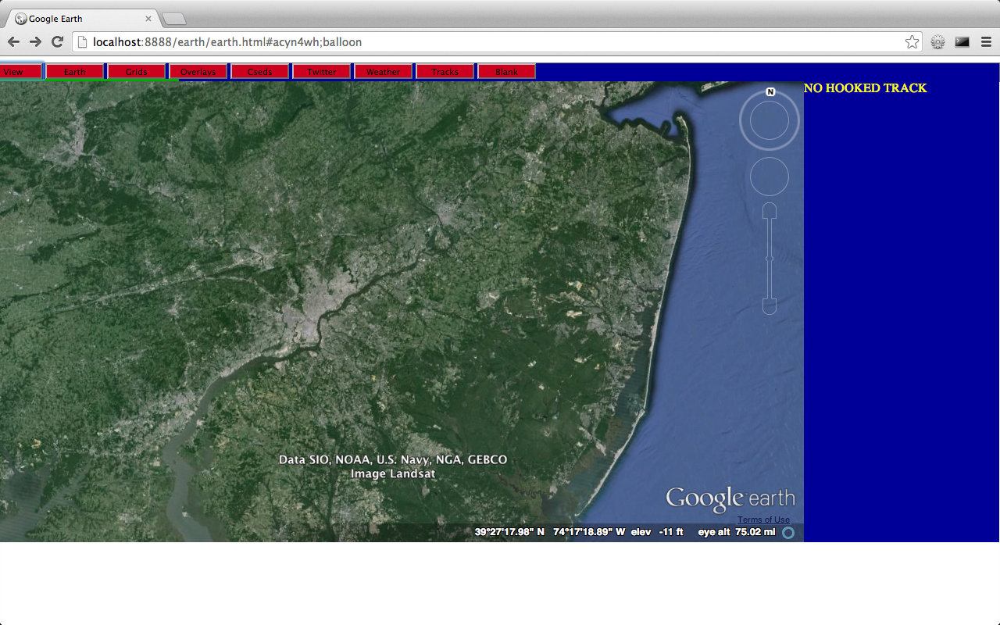 Google Earth
localhost:8888/earth/earth.html#acyn4wh;balloon
View Earth Grids Overlays Cseds Twitter Weather Tracks Blank
N
NO HOOKED TRACK
Data SIO, NOAA, U.S. Navy, NGA, GEBCO
Image Landsat
Google earth
Terms of Use
39°27'17.98" N 74°17'18.89" W elev -11 ft eye alt 75.02 mi